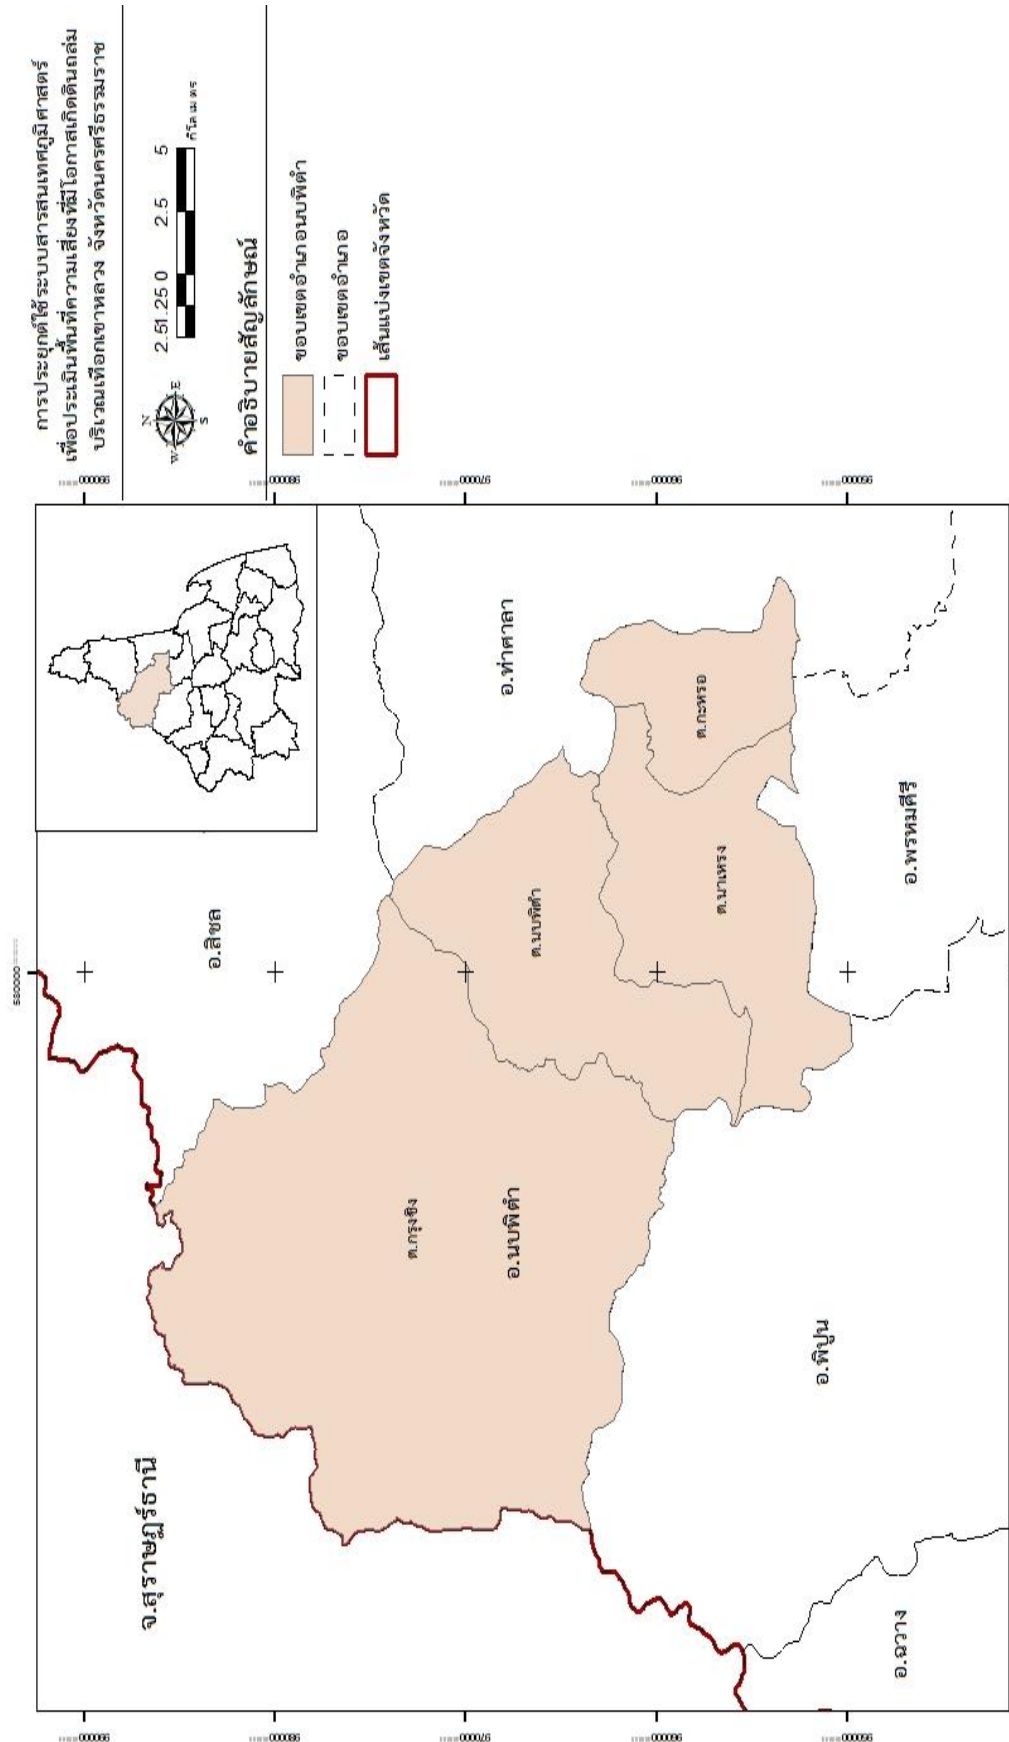 การประยุกต์ใช้ระบบสารสนเทศภูมิศาสตร์
เพื่อประเมินพื้นที่ความเสี่ยงที่มีโอกาสเกิดดินถล่ม
บริเวณเทือกเขาหลวง จังหวัดนครศรีธรรมราช
N
W E
S
2.51.25 0 2.5 5
กิโลเมตร
คำอธิบายสัญลักษณ์
ขอบเขตอำเภอนบพิตำ
ขอบเขตอำเภอ
เส้นแบ่งเขตจังหวัด
จ.สุราษฎร์ธานี
อ.สิชล
อ.ท่าศาลา
ต.กรุงชิง
อ.นบพิตำ
ต.นบพิตำ
ต.นาเหรง
ต.กะหรอ
อ.พรหมคีรี
อ.พิปูน
อ.ฉวาง